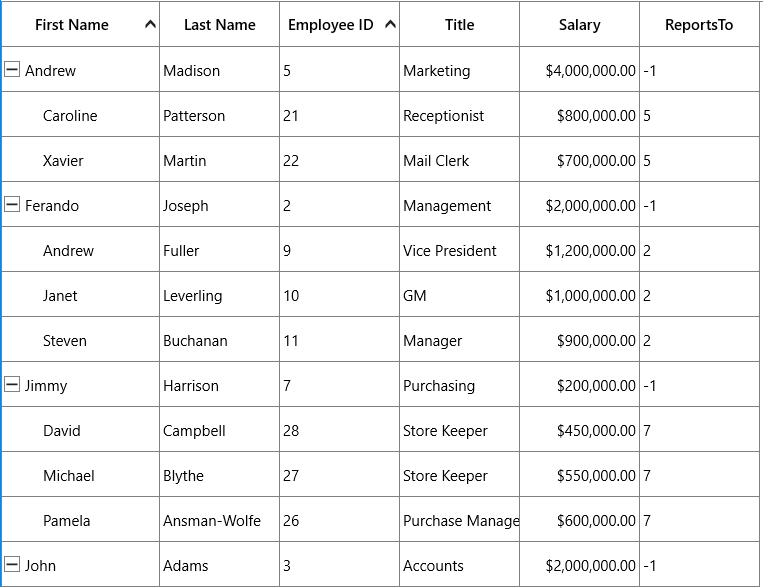 First Name Last Name Employee ID Title Salary ReportsTo
Andrew Madison 5 Marketing $4,000,000.00 -1
Caroline Patterson 21 Receptionist $800,000.00 5
Xavier Martin 22 Mail Clerk $700,000.00 5
Ferando Joseph 2 Management $2,000,000.00 -1
Andrew Fuller 9 Vice President $1,200,000.00 2
Janet Leverling 10 GM $1,000,000.00 2
Steven Buchanan 11 Manager $900,000.00 2
Jimmy Harrison 7 Purchasing $200,000.00 -1
David Campbell 28 Store Keeper $450,000.00 7
Michael Blythe 27 Store Keeper $550,000.00 7
Pamela Ansman-Wolfe 26 Purchase Manage $600,000.00 7
John Adams 3 Accounts $2,000,000.00 -1